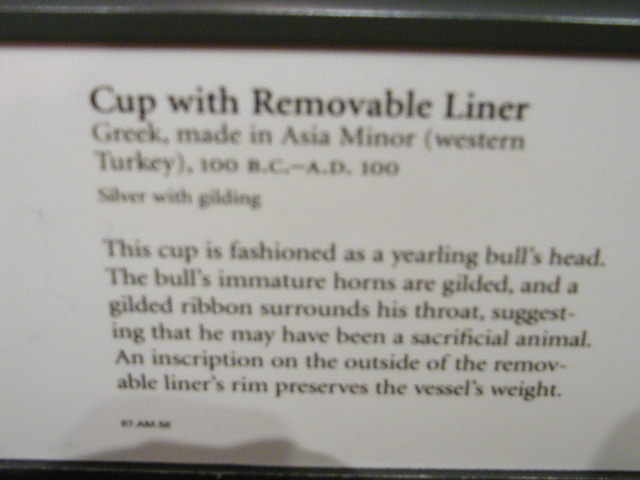 Cup with Removable Liner
Greek, made in Asia Minor (western
Turkey), 100 B.C.–A.D. 100
Silver with gilding
This cup is fashioned as a yearling bull's head.
The bull's immature horns are gilded, and a
gilded ribbon surrounds his throat, suggest-
ing that he may have been a sacrificial animal.
An inscription on the outside of the remov-
able liner's rim preserves the vessel's weight.
87.AM.58